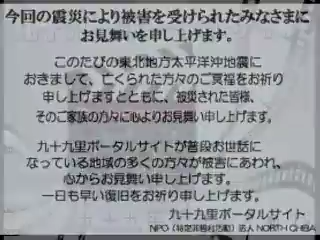 今回の震災により被害を受けられたみなさまに
お見舞いを申し上げます。
このたびの東北地方太平洋沖地震に
おきまして、亡くられた方々のご冥福をお祈り
申し上げますとともに、被災された皆様、
そのご家族の方々に心よりお見舞い申し上げます。
九十九里ポータルサイトが普段お世話に
なっている地域の多くの方々が被害にあわれ、
心からお見舞い申し上げます。
一日も早い復旧をお祈り申し上げます。
九十九里ポータルサイト
NPO(特定非営利活動)法人 NORTH CHIBA